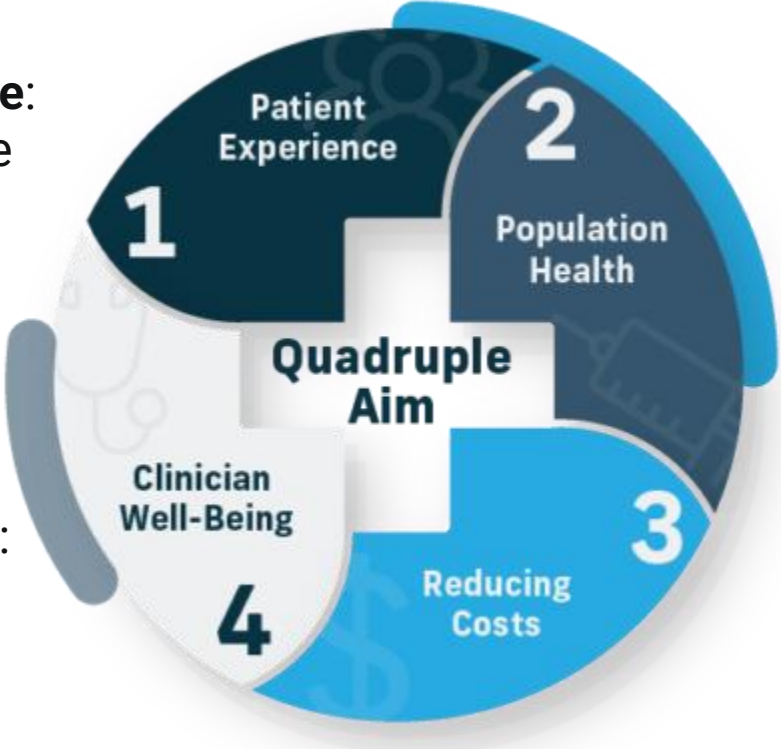 e:
e
:
1
Patient
Experience
2
Population
Health
Quadruple
Aim
3
Reducing
Costs
Clinician
Well-Being
4
$